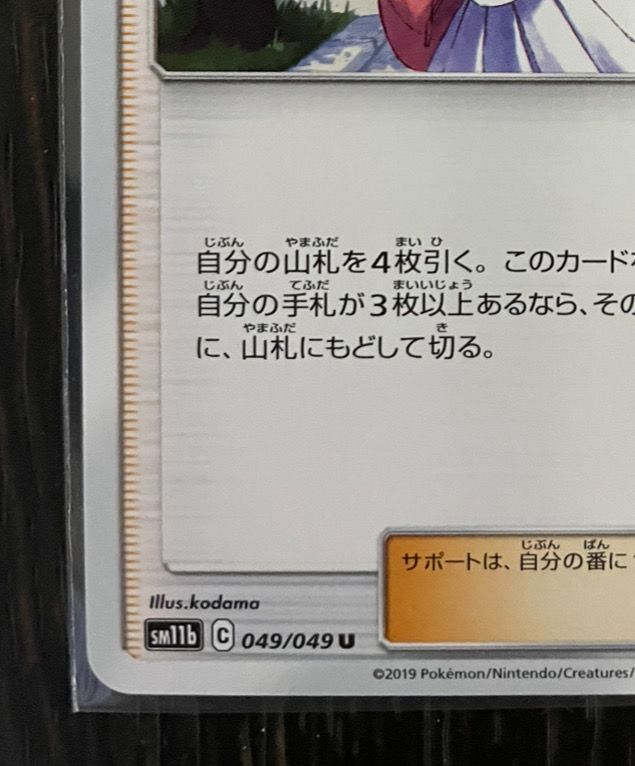 自分の山札を4枚引く。このカード
自分の手札が3枚以上あるなら、その
に、山札にもどして切る。
サポートは、自分の番に
Illus.kodama
sm11b C 049/049 U
©2019 Pokémon/Nintendo/Creatures/